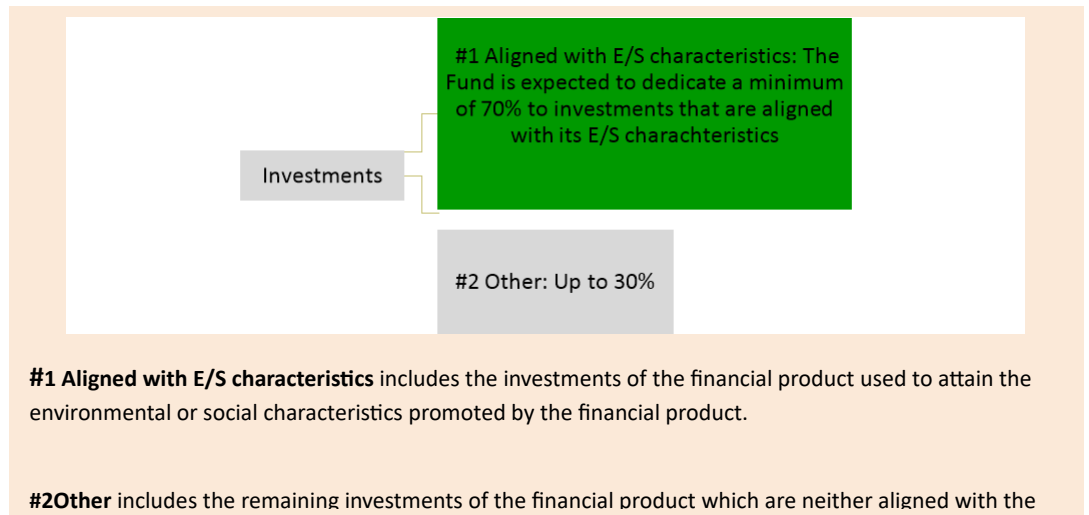 #1 Aligned with E/S characteristics: The
Fund is expected to dedicate a minimum
of 70% to investments that are aligned
with its E/S charachteristics
Investments
#2 Other: Up to 30%
#1 Aligned with E/S characteristics includes the investments of the financial product used to attain the
environmental or social characteristics promoted by the financial product.
#2Other includes the remaining investments of the financial product which are neither aligned with the